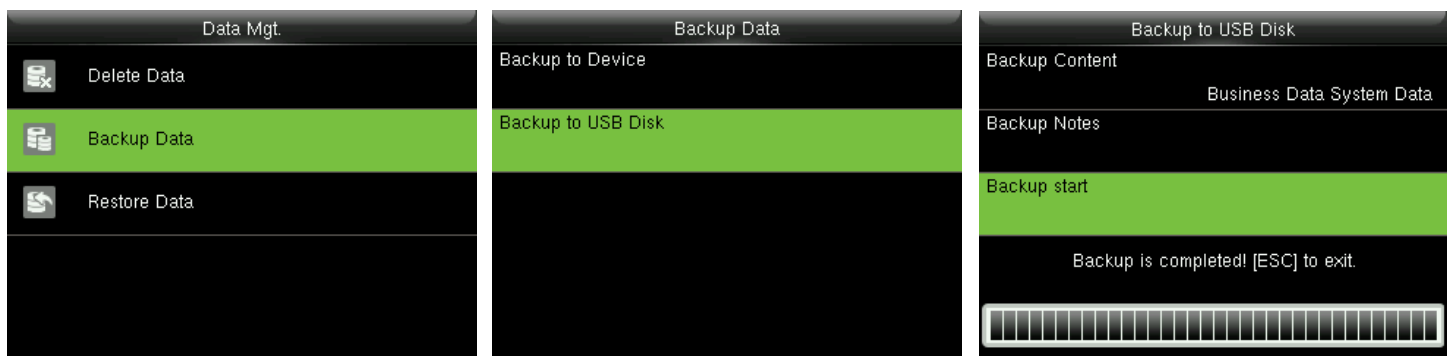 Data Mgt.
Delete Data
Backup Data
Restore Data
Backup Data
Backup to Device
Backup to USB Disk
Backup to USB Disk
Backup Content
Business Data System Data
Backup Notes
Backup start
Backup is completed! [ESC] to exit.